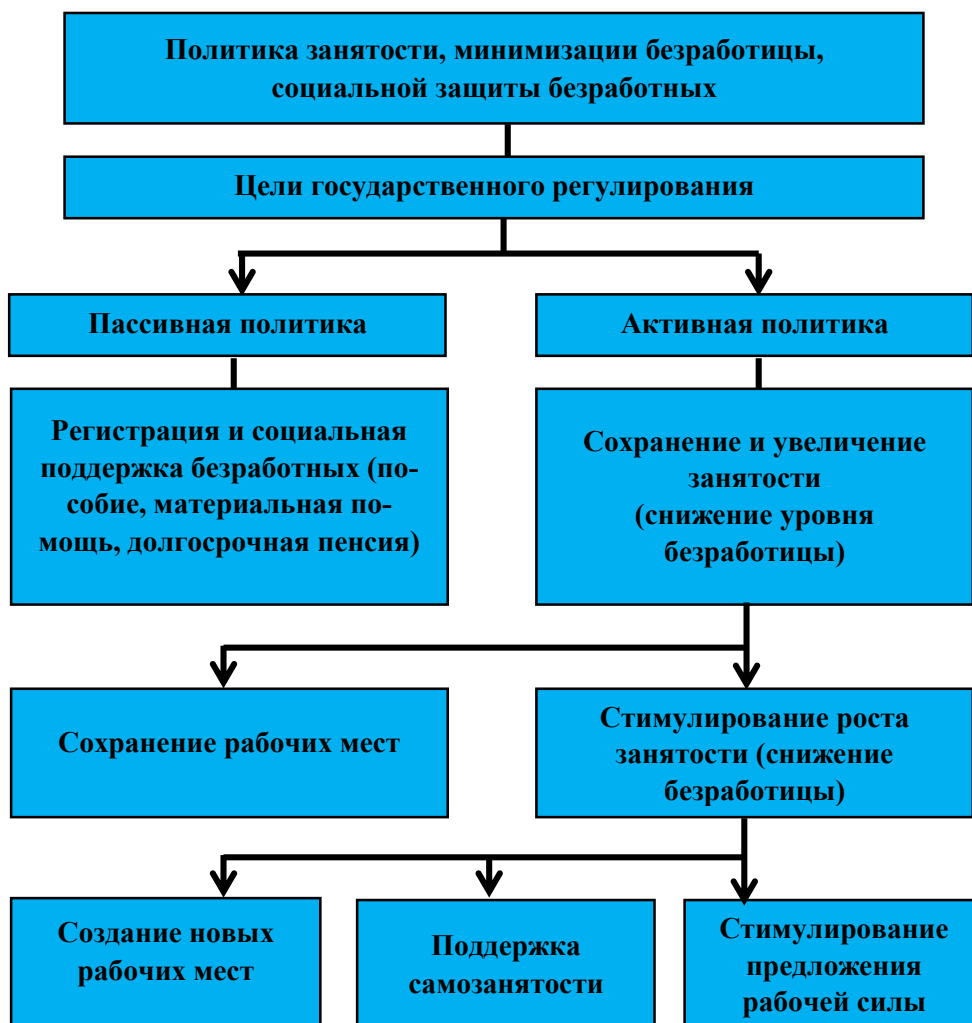 Политика занятости, минимизации безработицы,
социальной защиты безработных
Цели государственного регулирования
Пассивная политика
Активная политика
Регистрация и социальная
поддержка безработных (по-
собие, материальная по-
мощь, долгосрочная пенсия)
Сохранение и увеличение
занятости
(снижение уровня
безработицы)
Сохранение рабочих мест
Стимулирование роста
занятости (снижение
безработицы)
Создание новых
рабочих мест
Поддержка
самозанятости
Стимулирование
предложения
рабочей силы